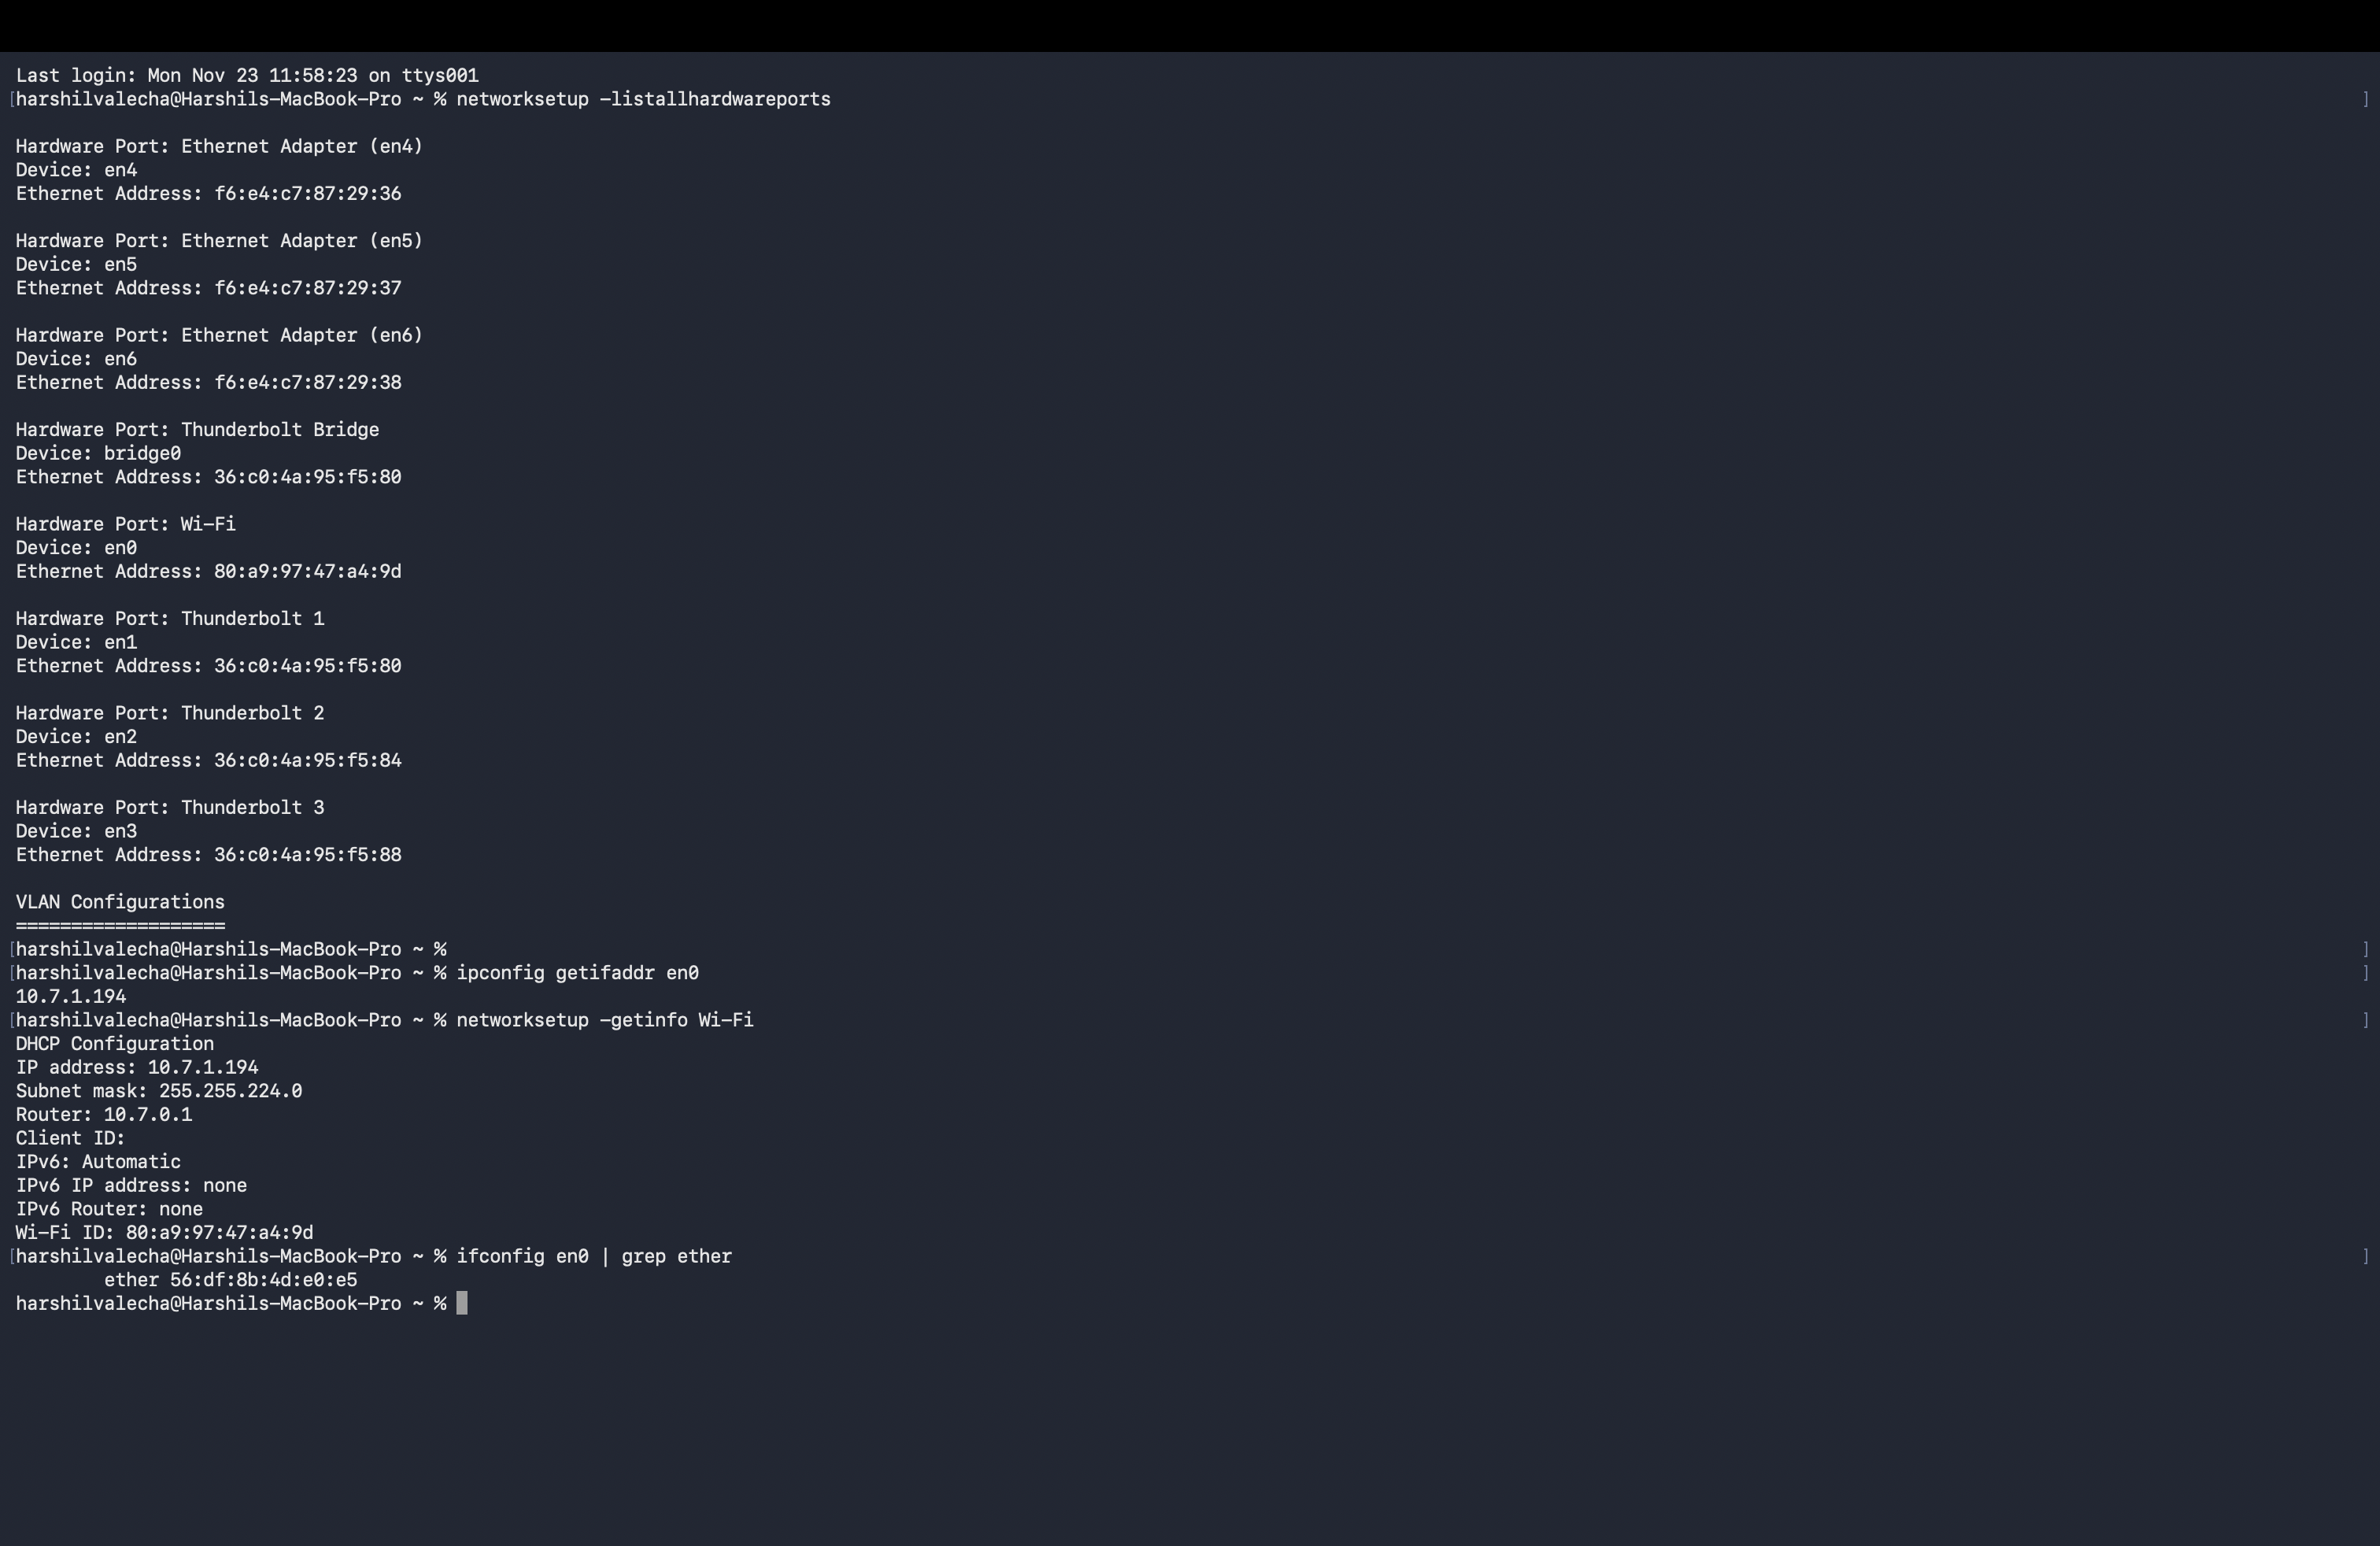 Last login: Mon Nov 23 11:58:23 on ttys001
[harshilvalecha@Harshils-MacBook-Pro ~ % networksetup -listallhardwareports ]
Hardware Port: Ethernet Adapter (en4)
Device: en4
Ethernet Address: f6:e4:c7:87:29:36
Hardware Port: Ethernet Adapter (en5)
Device: en5
Ethernet Address: f6:e4:c7:87:29:37
Hardware Port: Ethernet Adapter (en6)
Device: en6
Ethernet Address: f6:e4:c7:87:29:38
Hardware Port: Thunderbolt Bridge
Device: bridge0
Ethernet Address: 36:c0:4a:95:f5:80
Hardware Port: Wi-Fi
Device: en0
Ethernet Address: 80:a9:97:47:a4:9d
Hardware Port: Thunderbolt 1
Device: en1
Ethernet Address: 36:c0:4a:95:f5:80
Hardware Port: Thunderbolt 2
Device: en2
Ethernet Address: 36:c0:4a:95:f5:84
Hardware Port: Thunderbolt 3
Device: en3
Ethernet Address: 36:c0:4a:95:f5:88
VLAN Configurations
===================
[harshilvalecha@Harshils-MacBook-Pro ~ % ]
[harshilvalecha@Harshils-MacBook-Pro ~ % ipconfig getifaddr en0 ]
10.7.1.194
[harshilvalecha@Harshils-MacBook-Pro ~ % networksetup -getinfo Wi-Fi ]
DHCP Configuration
IP address: 10.7.1.194
Subnet mask: 255.255.224.0
Router: 10.7.0.1
Client ID:
IPv6: Automatic
IPv6 IP address: none
IPv6 Router: none
Wi-Fi ID: 80:a9:97:47:a4:9d
[harshilvalecha@Harshils-MacBook-Pro ~ % ifconfig en0 | grep ether ]
ether 56:df:8b:4d:e0:e5
harshilvalecha@Harshils-MacBook-Pro ~ %